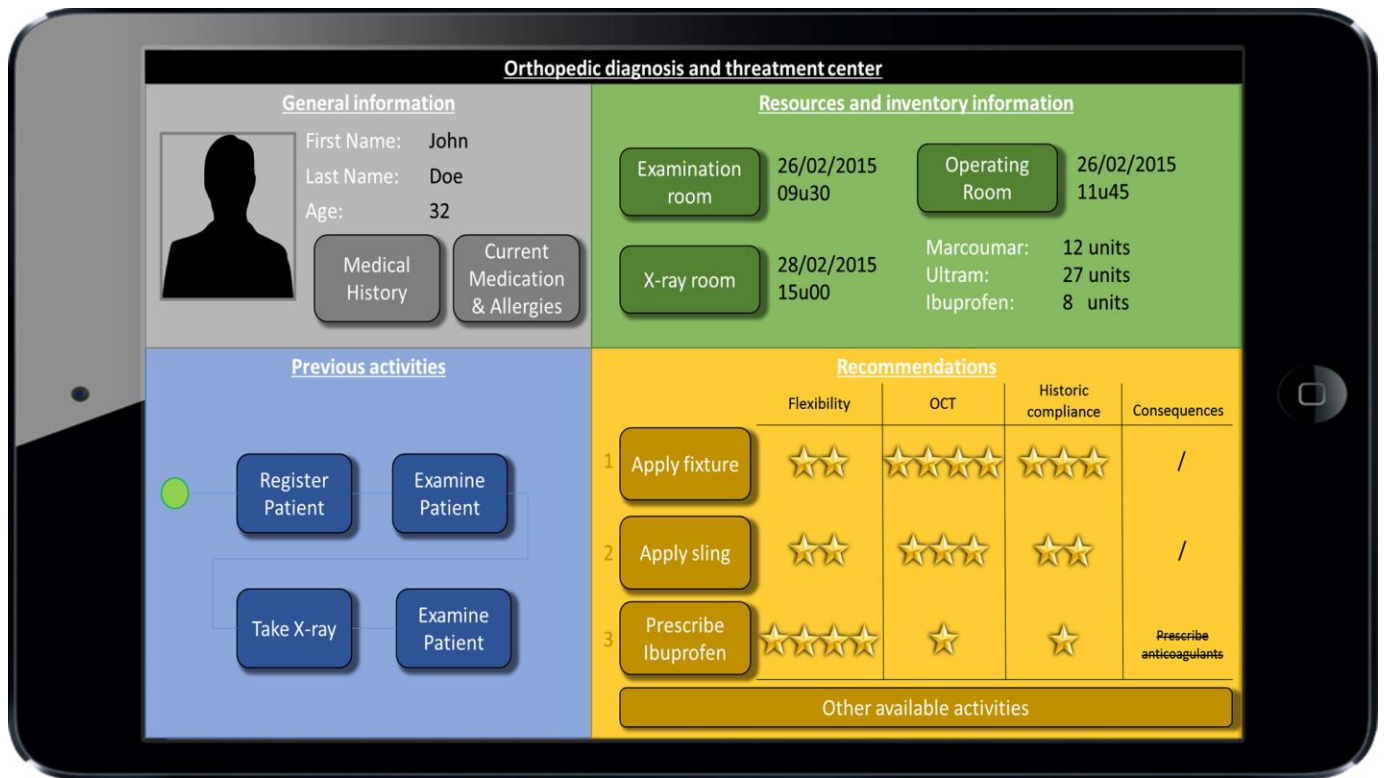 Orthopedic diagnosis and threatment center
General information
First Name: John
Last Name: Doe
Age: 32
Medical
History
Current
Medication
& Allergies
Resources and inventory information
Examination
room
26/02/2015
09u30
Operating
Room
26/02/2015
11u45
X-ray room
28/02/2015
15u00
Marcoumar: 12 units
Ultram: 27 units
Ibuprofen: 8 units
Previous activities
Register
Patient
Examine
Patient
Take X-ray
Examine
Patient
Recommendations
Flexibility
OCT
Historic
compliance
Consequences
1 Apply fixture
/
2 Apply sling
/
3 Prescribe
Ibuprofen
Prescribe
anticoagulants
Other available activities